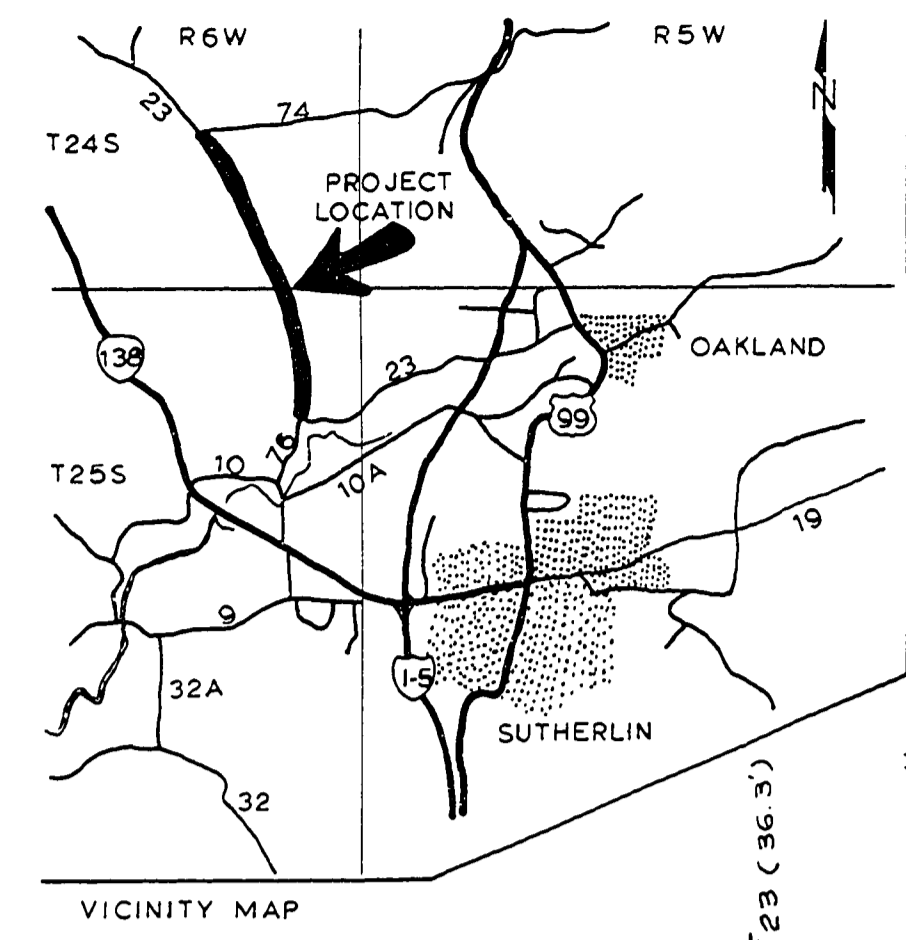 R6W
R5W
23
74
N
T24S
PROJECT
LOCATION
138
OAKLAND
23
99
76
10
10A
T25S
19
9
I-5
32A
SUTHERLIN
32
23 (36.3')
VICINITY MAP